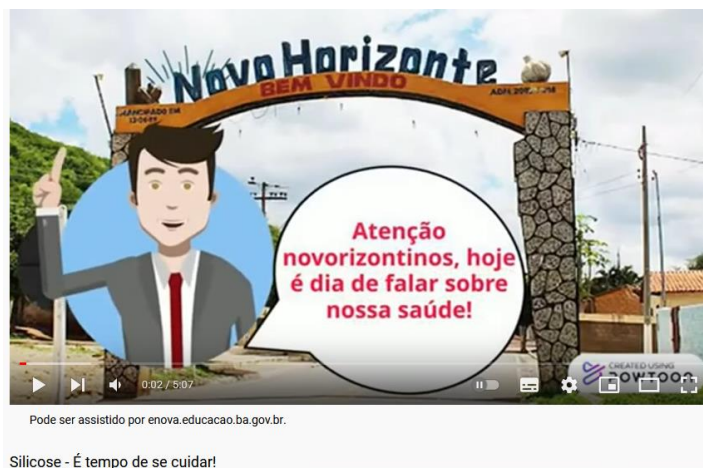 Novo Horizonte
BEM VINDO
Atenção
novorizontinos, hoje
é dia de falar sobre
nossa saúde!
CREATED USING
POWTOON
0:02 / 5:07
Pode ser assistido por enova.educacao.ba.gov.br.
Silicose - É tempo de se cuidar!